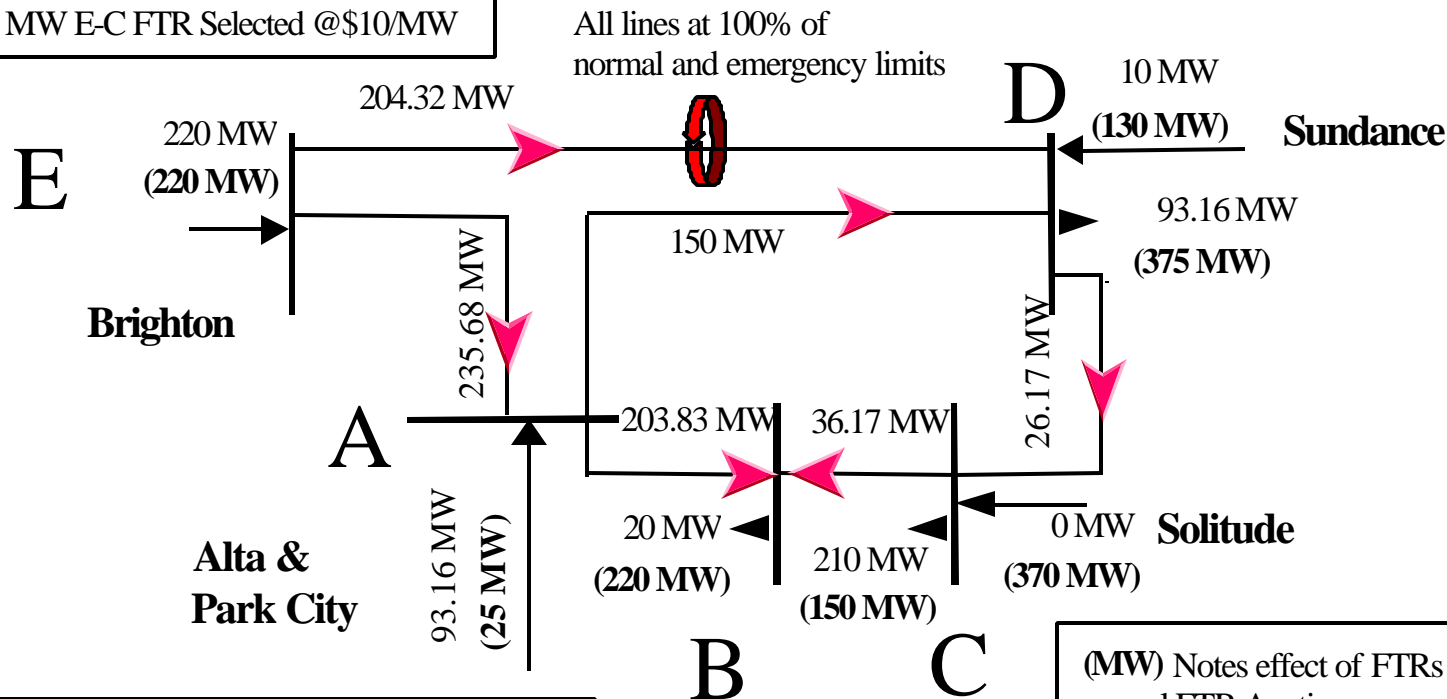 MW E-C FTR Selected @$10/MW
All lines at 100% of
normal and emergency limits
204.32 MW
D
10 MW
(130 MW)
Sundance
E
220 MW
(220 MW)
93.16 MW
(375 MW)
150 MW
Brighton
235.68 MW
26.17 MW
A
203.83 MW
36.17 MW
Alta &
Park City
93.16 MW
(25 MW)
20 MW
(220 MW)
210 MW
(150 MW)
0 MW
(370 MW)
Solitude
B
C
(MW) Notes effect of FTRs